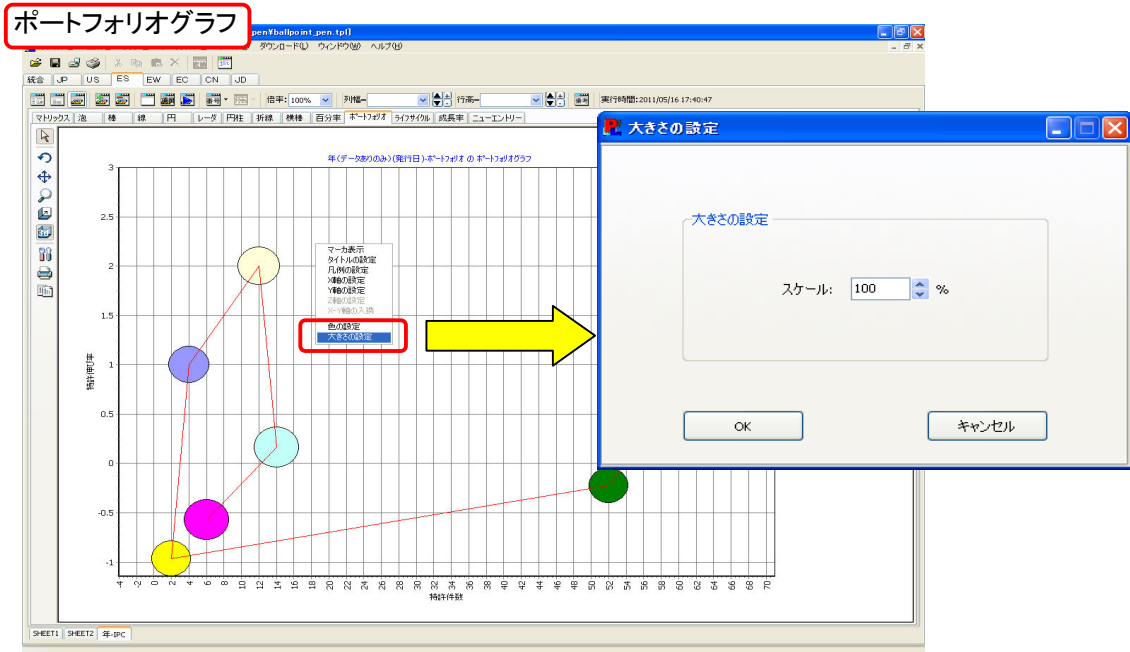 ポートフォリオグラフ
pen¥ballpoint_pen.tpl]
ダウンロード(L) ウィンドウ(W) ヘルプ(H)
統合 JP US ES EW EC CN JD
倍率: 100% 列幅= 行高= 実行時間:2011/05/16 17:40:47
マトリックス 泡 棒 線 円 レーダ 円柱 折線 横棒 百分率 ポートフォリオ ライフサイクル 成長率 ニューエントリー
年(データありのみ)(発行日)-ポートフォリオ の ポートフォリオグラフ
3
2.5
2
1.5
1
0.5
0
-0.5
-1
特許伸び率
-4 -2 0 2 4 6 8 10 12 14 16 18 20 22 24 26 28 30 32 34 36 38 40 42 44 46 48 50 52 54 56 58 60 62 64 66 68 70
特許件数
マーカ表示
タイトルの設定
凡例の設定
X軸の設定
Y軸の設定
Z軸の設定
X-Y軸の入換
色の設定
大きさの設定
大きさの設定
大きさの設定
スケール: 100 %
OK キャンセル
SHEET1 SHEET2 年-IPC